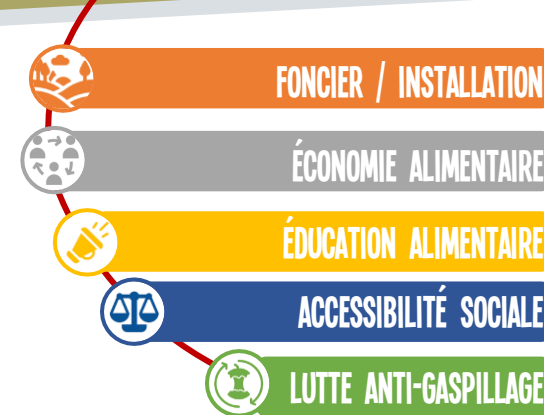 FONCIER / INSTALLATION
ÉCONOMIE ALIMENTAIRE
ÉDUCATION ALIMENTAIRE
ACCESSIBILITÉ SOCIALE
LUTTE ANTI-GASPILLAGE